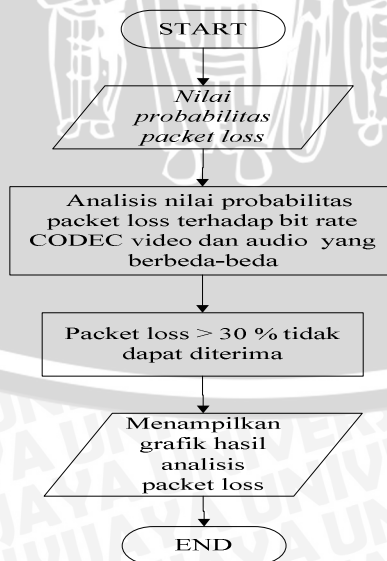 START
Nilai
probabilitas
packet loss
Analisis nilai probabilitas
packet loss terhadap bit rate
CODEC video dan audio yang
berbeda-beda
Packet loss > 30 % tidak
dapat diterima
Menampilkan
grafik hasil
analisis
packet loss
END